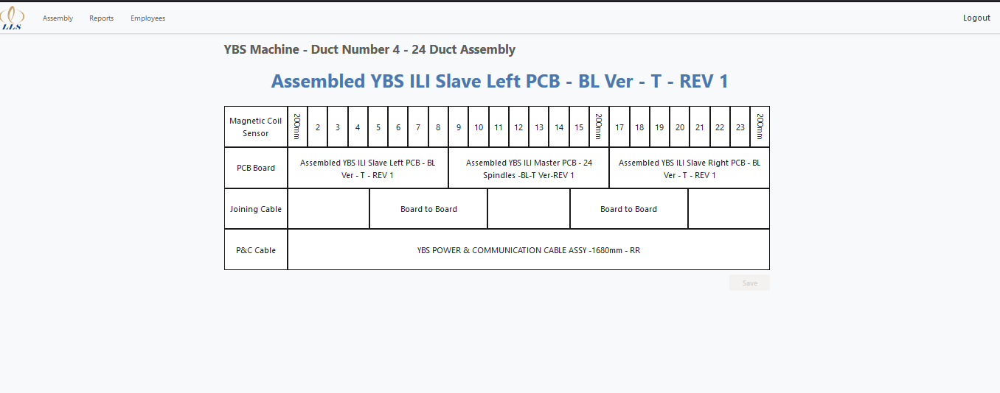 LLS Assembly Reports Employees Logout
YBS Machine - Duct Number 4 - 24 Duct Assembly
Assembled YBS ILI Slave Left PCB - BL Ver - T - REV 1
Magnetic Coil
Sensor
200mm 2 3 4 5 6 7 8 9 10 11 12 13 14 15 200mm 17 18 19 20 21 22 23 200mm
PCB Board
Assembled YBS ILI Slave Left PCB - BL
Ver - T - REV 1
Assembled YBS ILI Master PCB - 24
Spindles -BL-T Ver-REV 1
Assembled YBS ILI Slave Right PCB - BL
Ver - T - REV 1
Joining Cable
Board to Board
Board to Board
P&C Cable
YBS POWER & COMMUNICATION CABLE ASSY -1680mm - RR
Save